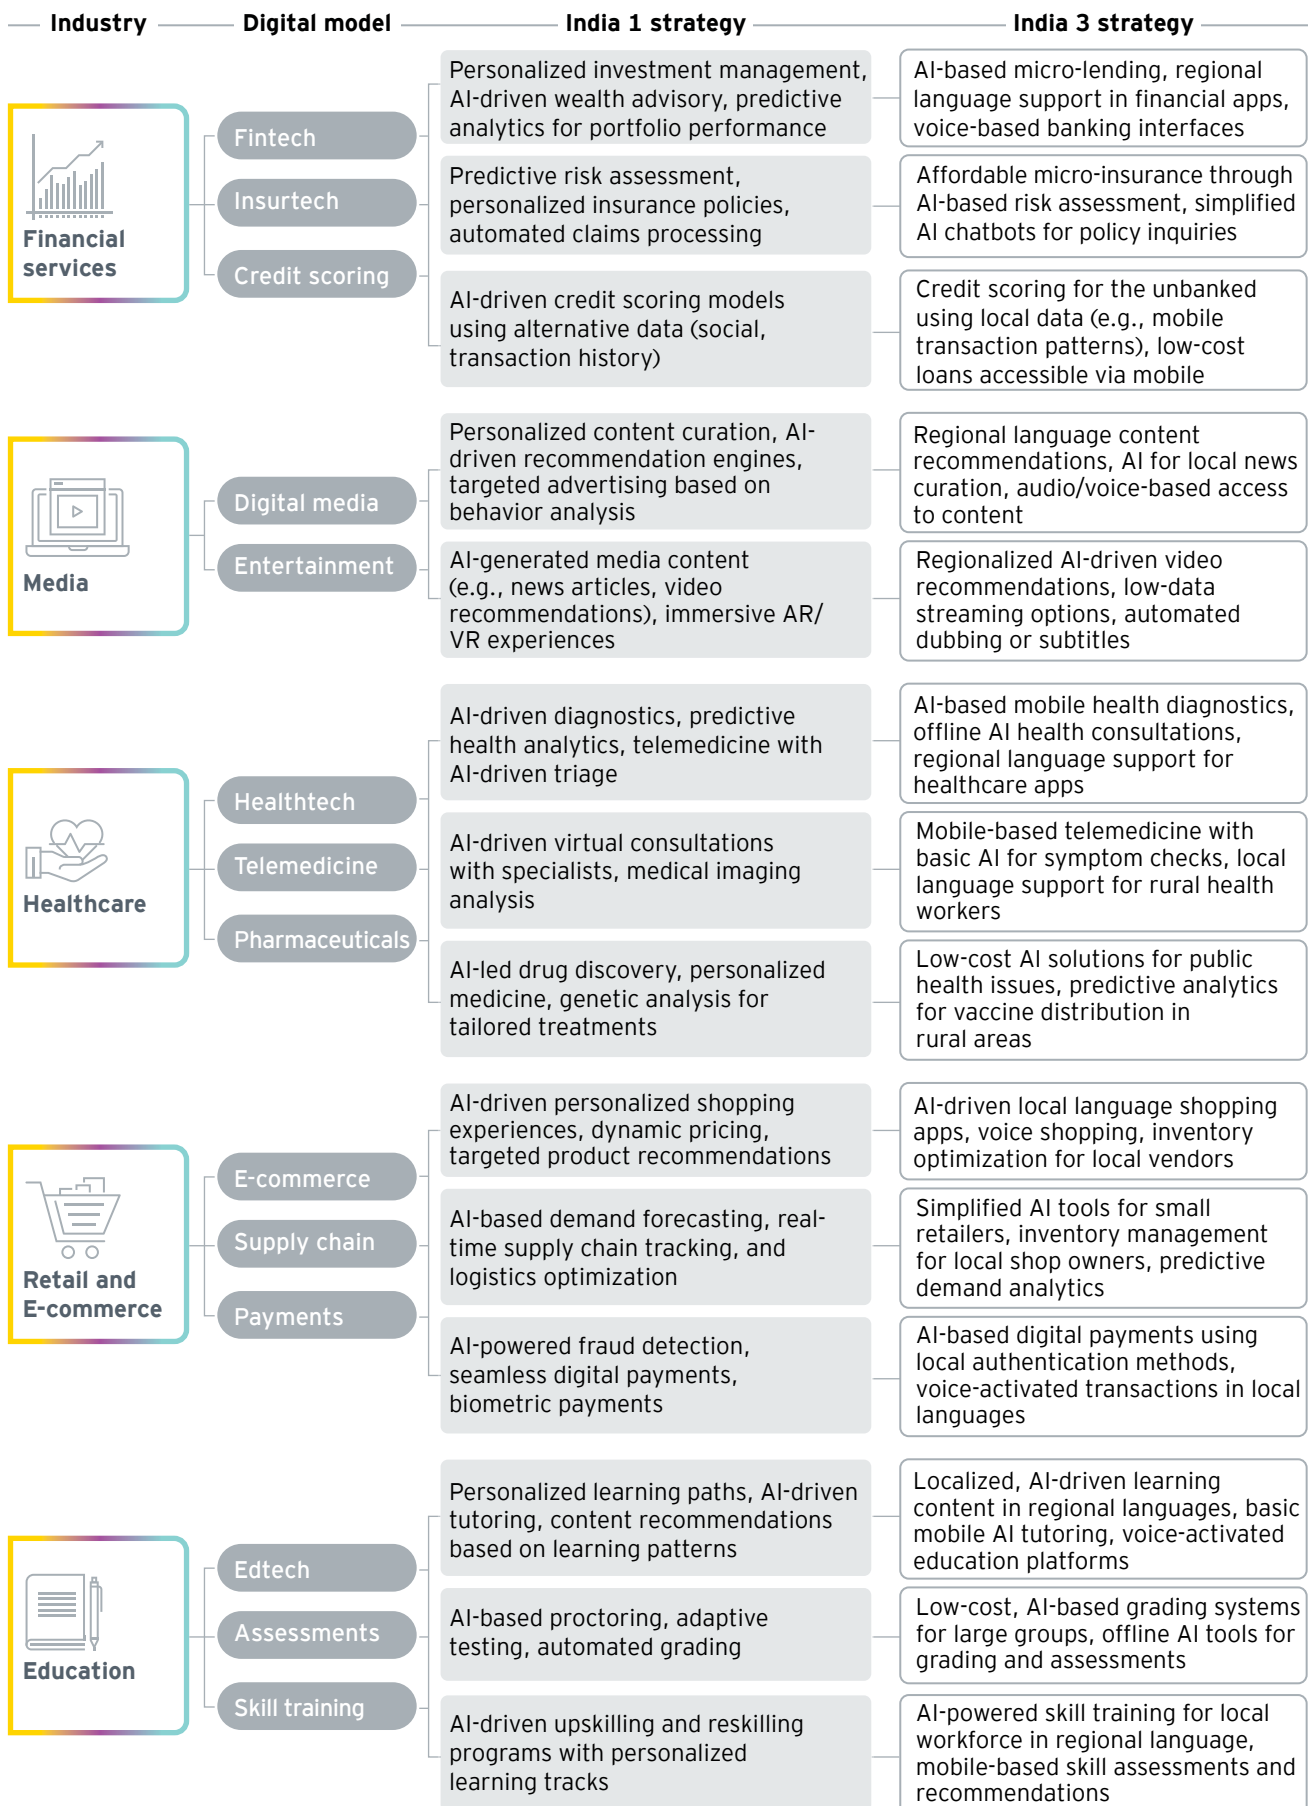 Industry
Digital model
India 1 strategy
India 3 strategy
Financial
services
Fintech
Insurtech
Credit scoring
Personalized investment management,
AI-driven wealth advisory, predictive
analytics for portfolio performance
AI-based micro-lending, regional
language support in financial apps,
voice-based banking interfaces
Predictive risk assessment,
personalized insurance policies,
automated claims processing
Affordable micro-insurance through
AI-based risk assessment, simplified
AI chatbots for policy inquiries
AI-driven credit scoring models
using alternative data (social,
transaction history)
Credit scoring for the unbanked
using local data (e.g., mobile
transaction patterns), low-cost
loans accessible via mobile
Media
Digital media
Entertainment
Personalized content curation, AI-
driven recommendation engines,
targeted advertising based on
behavior analysis
Regional language content
recommendations, AI for local news
curation, audio/voice-based access
to content
AI-generated media content
(e.g., news articles, video
recommendations), immersive AR/
VR experiences
Regionalized AI-driven video
recommendations, low-data
streaming options, automated
dubbing or subtitles
Healthcare
Healthtech
Telemedicine
Pharmaceuticals
AI-driven diagnostics, predictive
health analytics, telemedicine with
AI-driven triage
AI-based mobile health diagnostics,
offline AI health consultations,
regional language support for
healthcare apps
AI-driven virtual consultations
with specialists, medical imaging
analysis
Mobile-based telemedicine with
basic AI for symptom checks, local
language support for rural health
workers
AI-led drug discovery, personalized
medicine, genetic analysis for
tailored treatments
Low-cost AI solutions for public
health issues, predictive analytics
for vaccine distribution in
rural areas
Retail and
E-commerce
E-commerce
Supply chain
Payments
AI-driven personalized shopping
experiences, dynamic pricing,
targeted product recommendations
AI-driven local language shopping
apps, voice shopping, inventory
optimization for local vendors
AI-based demand forecasting, real-
time supply chain tracking, and
logistics optimization
Simplified AI tools for small
retailers, inventory management
for local shop owners, predictive
demand analytics
AI-powered fraud detection,
seamless digital payments,
biometric payments
AI-based digital payments using
local authentication methods,
voice-activated transactions in local
languages
Education
Edtech
Assessments
Skill training
Personalized learning paths, AI-driven
tutoring, content recommendations
based on learning patterns
Localized, AI-driven learning
content in regional languages, basic
mobile AI tutoring, voice-activated
education platforms
AI-based proctoring, adaptive
testing, automated grading
Low-cost, AI-based grading systems
for large groups, offline AI tools for
grading and assessments
AI-driven upskilling and reskilling
programs with personalized
learning tracks
AI-powered skill training for local
workforce in regional language,
mobile-based skill assessments and
recommendations